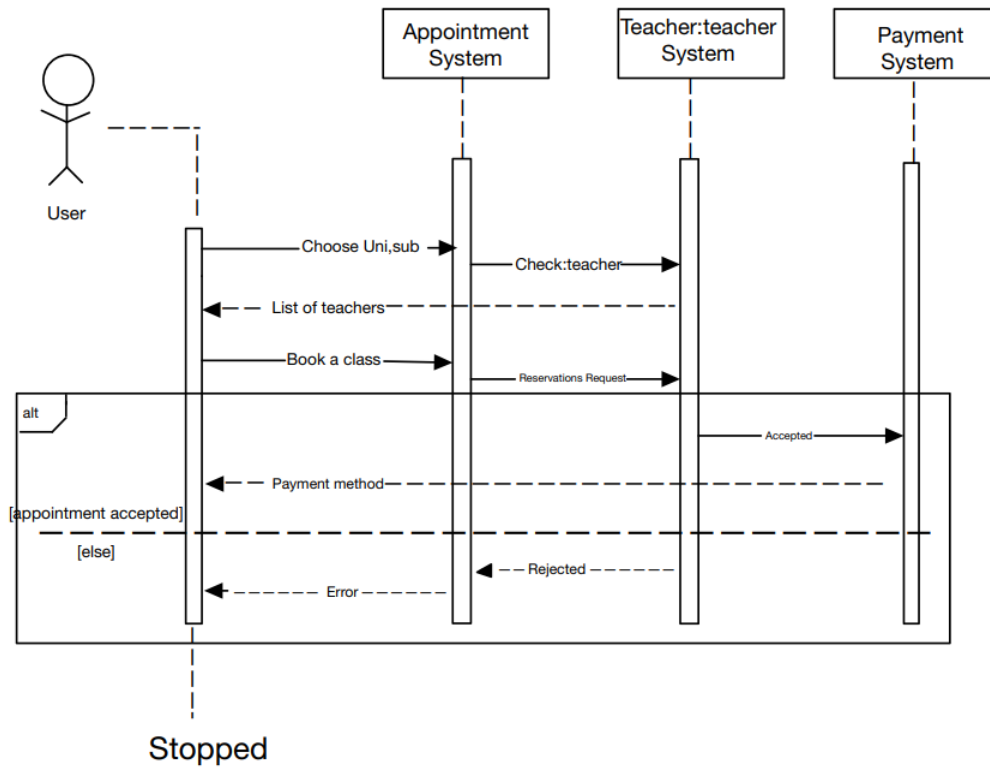 Appointment
System
Teacher:teacher
System
Payment
System
User
Choose Uni,sub
Check:teacher
List of teachers
Book a class
Reservations Request
alt
Accepted
Payment method
[appointment accepted]
[else]
Rejected
Error
Stopped